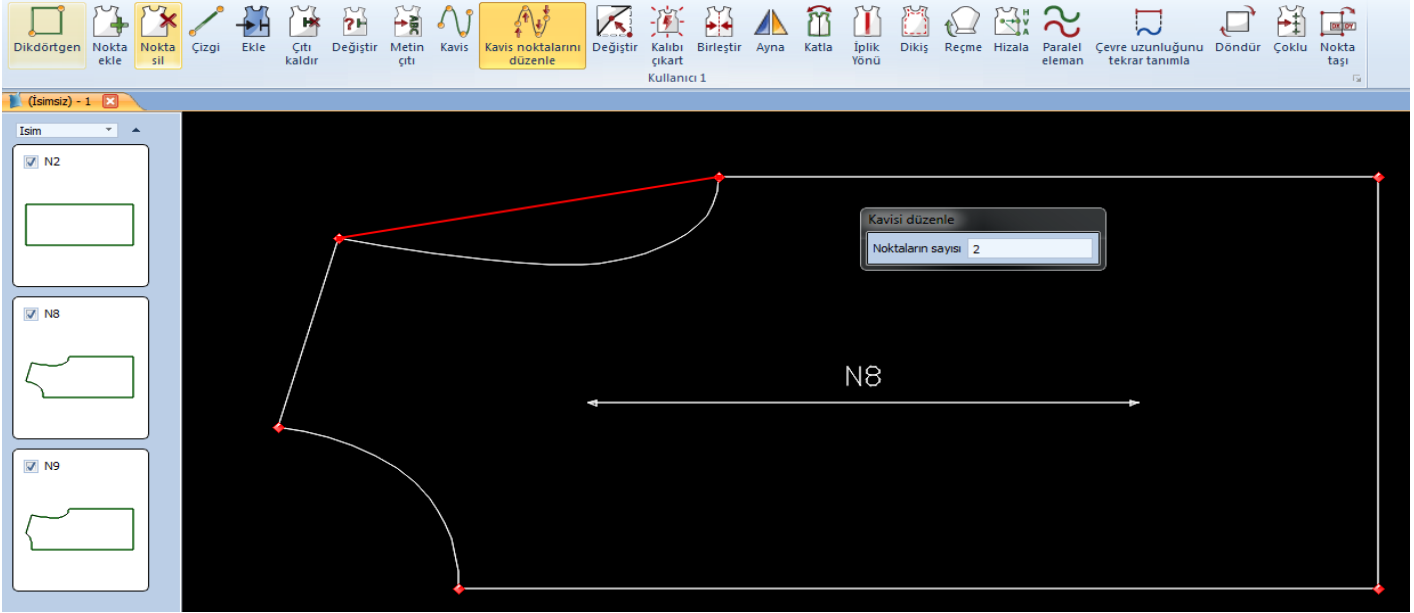 Dikdörtgen Nokta ekle Nokta sil Çizgi Ekle Çıtı kaldır Değiştir Metin çıtı Kavis Kavis noktalarını düzenle Değiştir Kalıbı çıkart Birleştir Ayna Katla İplik Yönü Dikiş Reçme Hizala Paralel eleman Çevre uzunluğunu tekrar tanımla Döndür Çoklu Nokta taşı
Kullanıcı 1
(İsimsiz) - 1
Isim
N2
N8
N9
Kavisi düzenle
Noktaların sayısı 2
N8